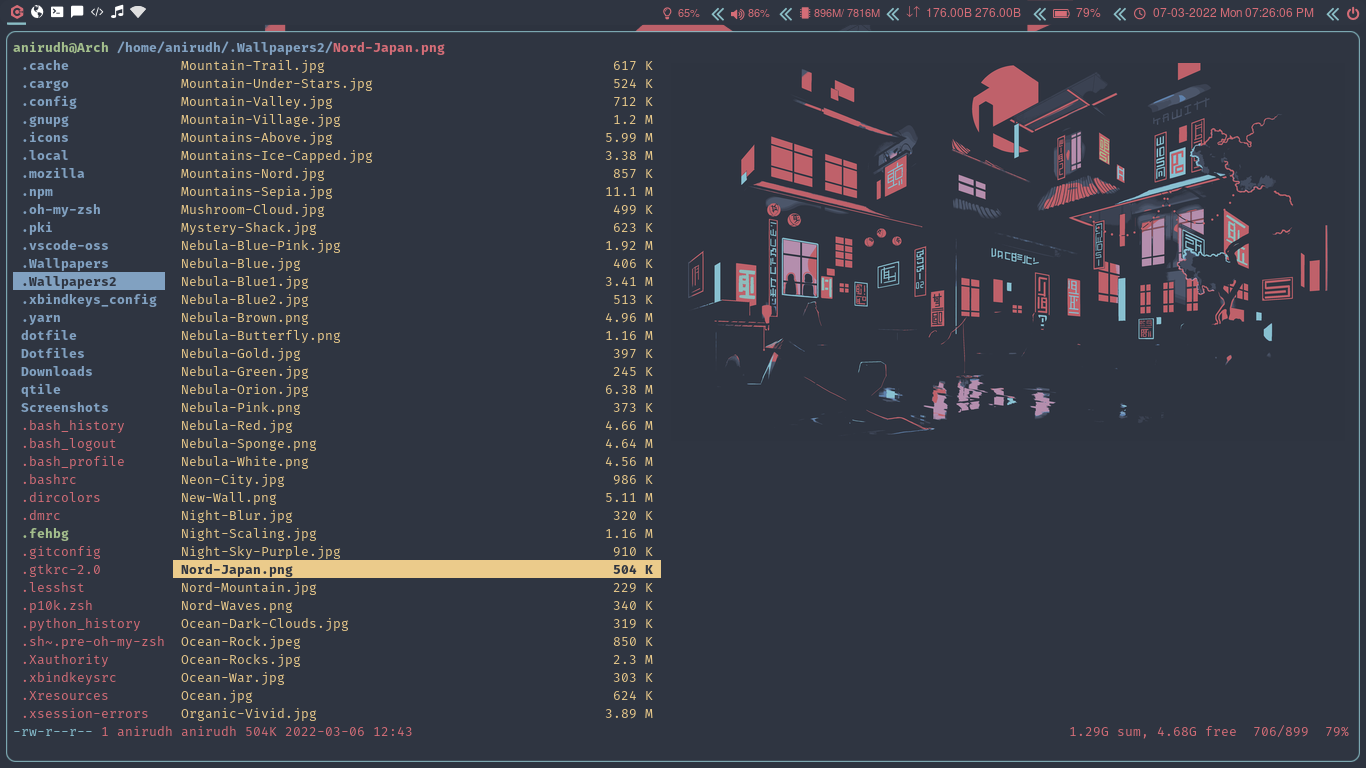 65% 86% 896M/ 7816M 176.00B 276.00B 79% 07-03-2022 Mon 07:26:06 PM
anirudh@Arch /home/anirudh/.Wallpapers2/Nord-Japan.png
.cache Mountain-Trail.jpg 617 K
.cargo Mountain-Under-Stars.jpg 524 K
.config Mountain-Valley.jpg 712 K
.gnupg Mountain-Village.jpg 1.2 M
.icons Mountains-Above.jpg 5.99 M
.local Mountains-Ice-Capped.jpg 3.38 M
.mozilla Mountains-Nord.jpg 857 K
.npm Mountains-Sepia.jpg 11.1 M
.oh-my-zsh Mushroom-Cloud.jpg 499 K
.pki Mystery-Shack.jpg 623 K
.vscode-oss Nebula-Blue-Pink.jpg 1.92 M
.Wallpapers Nebula-Blue.jpg 406 K
.Wallpapers2 Nebula-Blue1.jpg 3.41 M
.xbindkeys_config Nebula-Blue2.jpg 513 K
.yarn Nebula-Brown.png 4.96 M
dotfile Nebula-Butterfly.png 1.16 M
Dotfiles Nebula-Gold.jpg 397 K
Downloads Nebula-Green.jpg 245 K
qtile Nebula-Orion.jpg 6.38 M
Screenshots Nebula-Pink.png 373 K
.bash_history Nebula-Red.jpg 4.66 M
.bash_logout Nebula-Sponge.png 4.64 M
.bash_profile Nebula-White.png 4.56 M
.bashrc Neon-City.jpg 986 K
.dircolors New-Wall.png 5.11 M
.dmrc Night-Blur.jpg 320 K
.fehbg Night-Scaling.jpg 1.16 M
.gitconfig Night-Sky-Purple.jpg 910 K
.gtkrc-2.0 Nord-Japan.png 504 K
.lesshst Nord-Mountain.jpg 229 K
.p10k.zsh Nord-Waves.png 340 K
.python_history Ocean-Dark-Clouds.jpg 319 K
.sh~.pre-oh-my-zsh Ocean-Rock.jpeg 850 K
.Xauthority Ocean-Rocks.jpg 2.3 M
.xbindkeysrc Ocean-War.jpg 303 K
.Xresources Ocean.jpg 624 K
.xsession-errors Organic-Vivid.jpg 3.89 M
-rw-r--r-- 1 anirudh anirudh 504K 2022-03-06 12:43 1.29G sum, 4.68G free 706/899 79%